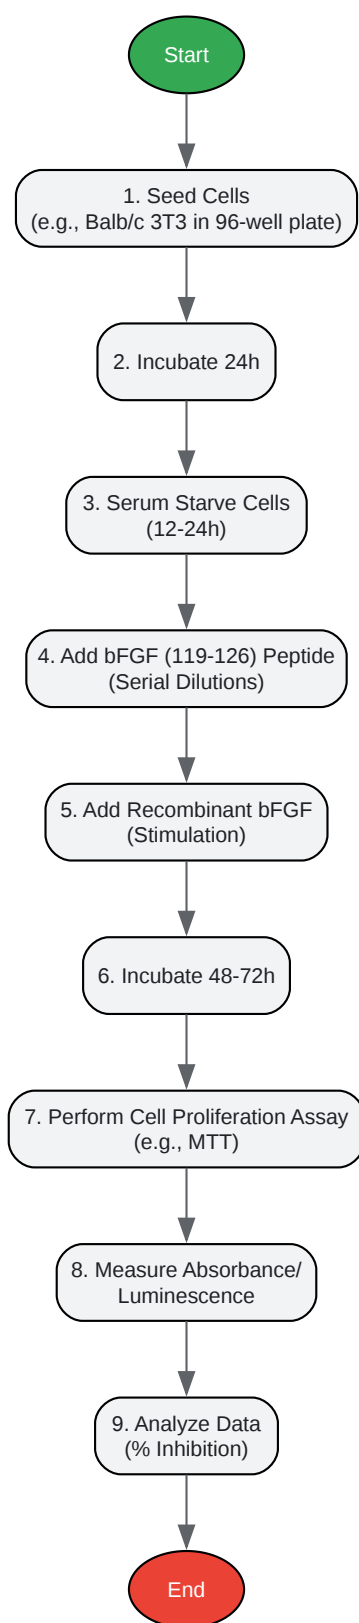 Start
1. Seed Cells
(e.g., Balb/c 3T3 in 96-well plate)
2. Incubate 24h
3. Serum Starve Cells
(12-24h)
4. Add bFGF (119-126) Peptide
(Serial Dilutions)
5. Add Recombinant bFGF
(Stimulation)
6. Incubate 48-72h
7. Perform Cell Proliferation Assay
(e.g., MTT)
8. Measure Absorbance/
Luminescence
9. Analyze Data
(% Inhibition)
End